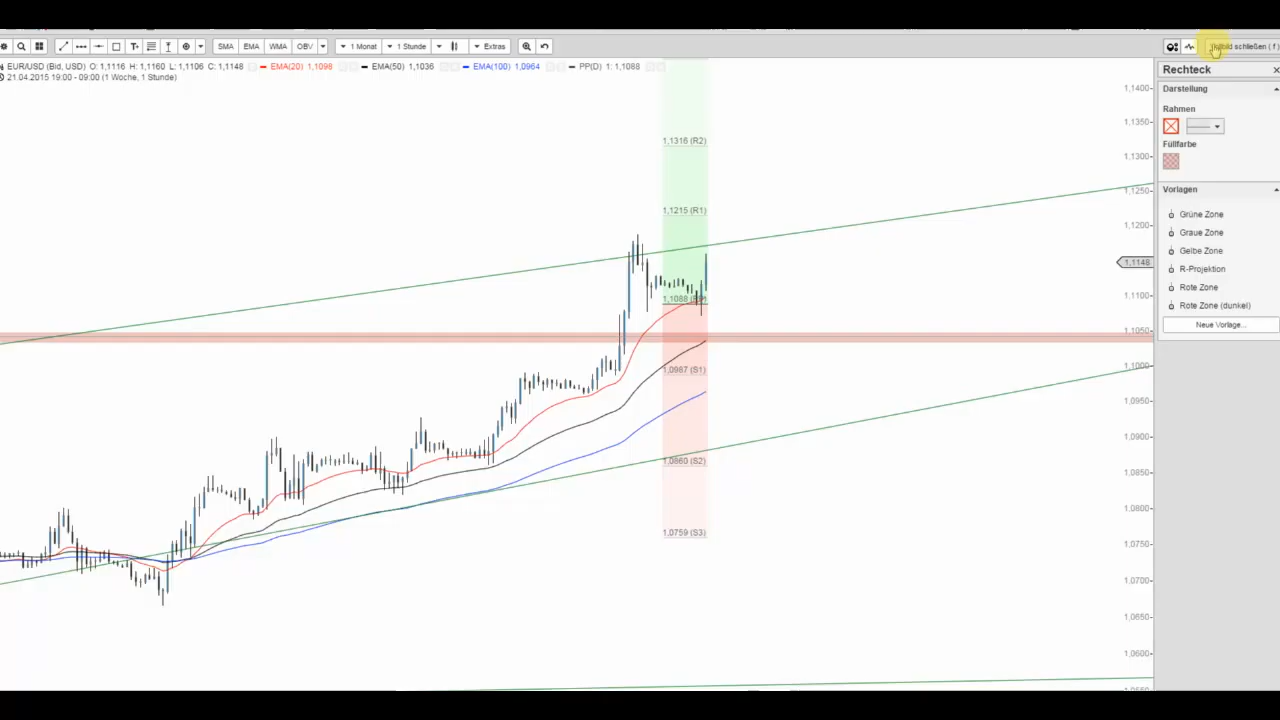 SMA EMA WMA OBV 1 Monat 1 Stunde Extras schließen ( f )
EUR/USD (Bid, USD) O: 1,1116 H: 1,1160 L: 1,1106 C: 1,1148 EMA(20) 1,1098 EMA(50) 1,1036 EMA(100) 1,0964 PP(D) 1: 1,1088
21.04.2015 19:00 - 09:00 (1 Woche, 1 Stunde)
Rechteck
Darstellung
Rahmen
Füllfarbe
Vorlagen
Grüne Zone
Graue Zone
Gelbe Zone
R-Projektion
Rote Zone
Rote Zone (dunkel)
Neue Vorlage...
1,1316 (R2)
1,1215 (R1)
1,1088
1,0967 (S1)
1,0860 (S2)
1,0759 (S3)
1,1400
1,1350
1,1300
1,1250
1,1200
1,1148
1,1100
1,1050
1,1000
1,0950
1,0900
1,0850
1,0800
1,0750
1,0700
1,0650
1,0600